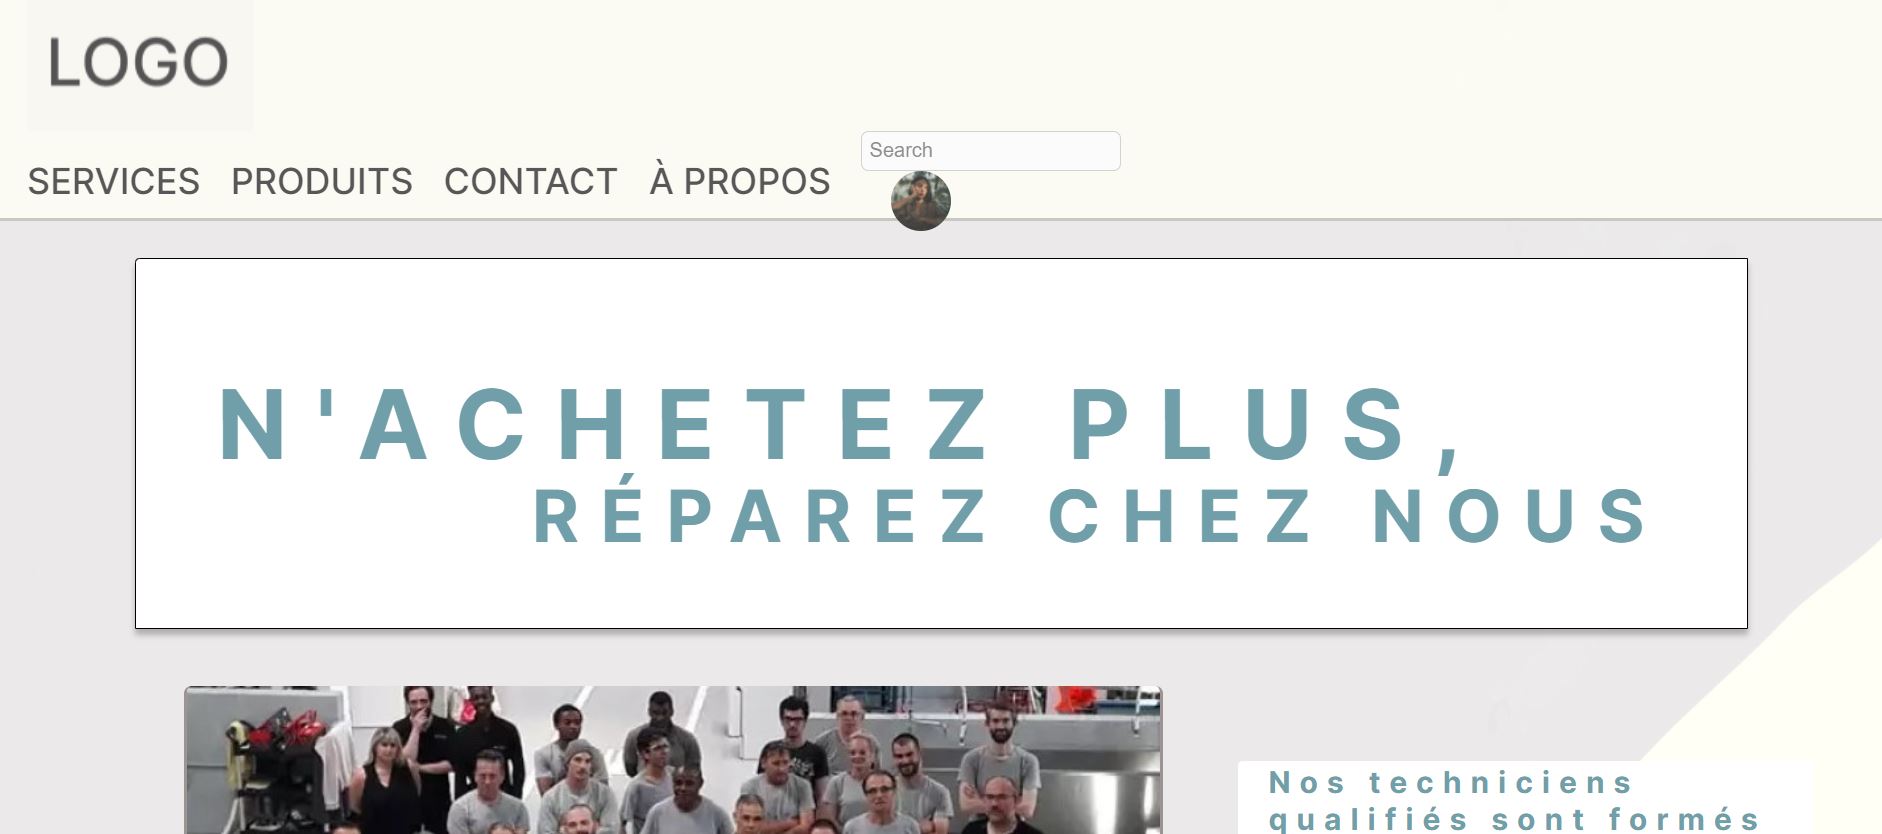 LOGO
SERVICES PRODUITS CONTACT À PROPOS
Search
N'ACHETEZ PLUS,
RÉPAREZ CHEZ NOUS
Nos techniciens
qualifiés sont formés